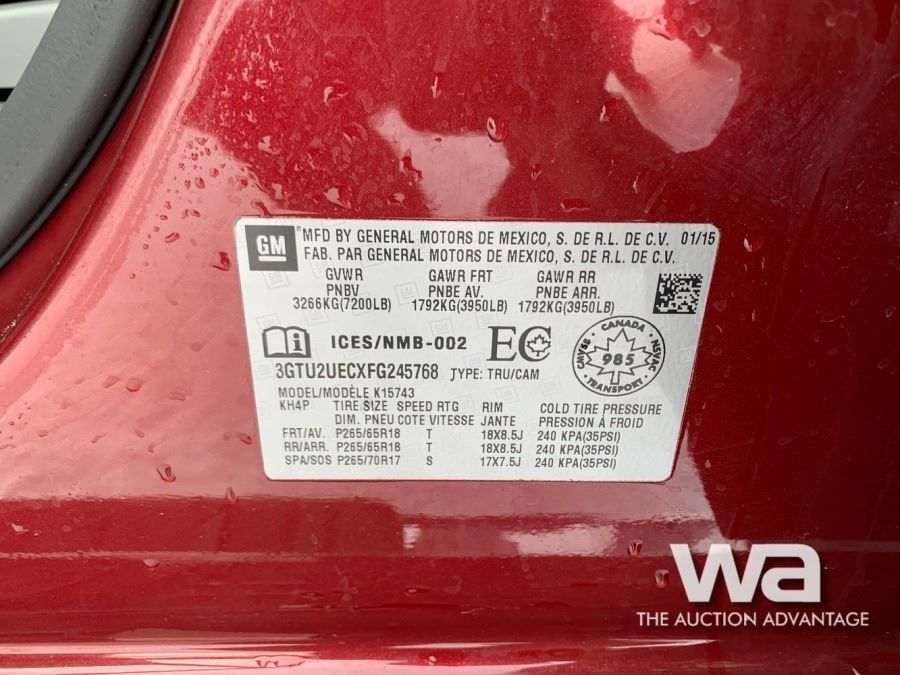 GM MFD BY GENERAL MOTORS DE MEXICO, S. DE R.L. DE C.V. 01/15
FAB. PAR GENERAL MOTORS DE MEXICO, S. DE R.L. DE C.V.
GVWR GAWR FRT GAWR RR
PNBV PNBE AV. PNBE ARR.
3266KG(7200LB) 1792KG(3950LB) 1792KG(3950LB)
i ICES/NMB-002 EC
CANADA
CMVSS 985 NSVAC
TRANSPORT
3GTU2UECXFG245768 TYPE: TRU/CAM
MODEL/MODÈLE K15743
KH4P TIRE SIZE SPEED RTG RIM COLD TIRE PRESSURE
DIM. PNEU COTE VITESSE JANTE PRESSION À FROID
FRT/AV. P265/65R18 T 18X8.5J 240 KPA(35PSI)
RR/ARR. P265/65R18 T 18X8.5J 240 KPA(35PSI)
SPA/SOS P265/70R17 S 17X7.5J 240 KPA(35PSI)
wa
THE AUCTION ADVANTAGE